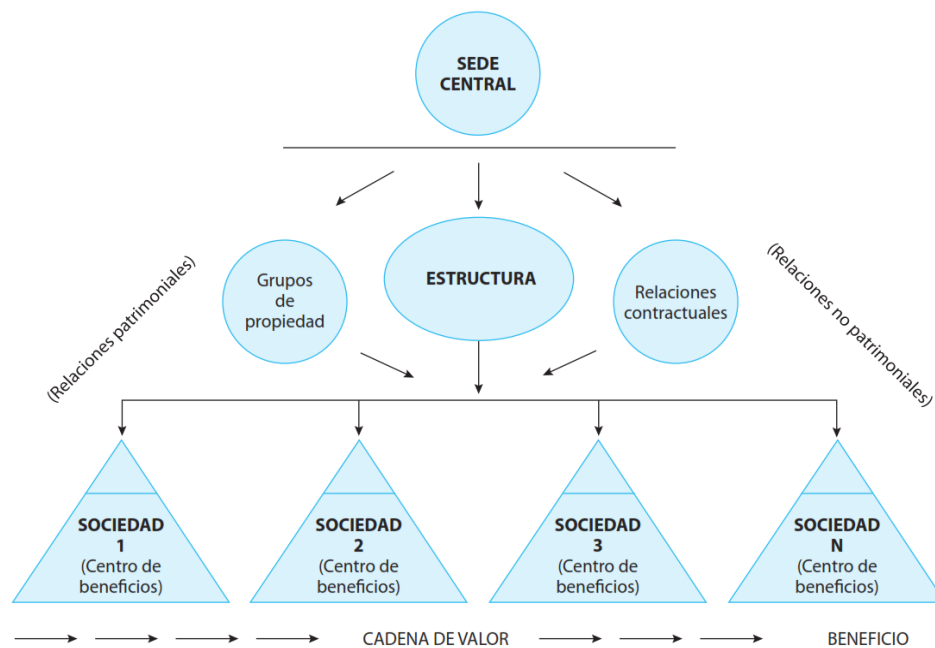 SEDE
CENTRAL
(Relaciones patrimoniales)
Grupos
de
propiedad
ESTRUCTURA
Relaciones
contractuales
(Relaciones no patrimoniales)
SOCIEDAD
1
(Centro de
beneficios)
SOCIEDAD
2
(Centro de
beneficios)
SOCIEDAD
3
(Centro de
beneficios)
SOCIEDAD
N
(Centro de
beneficios)
CADENA DE VALOR
BENEFICIO